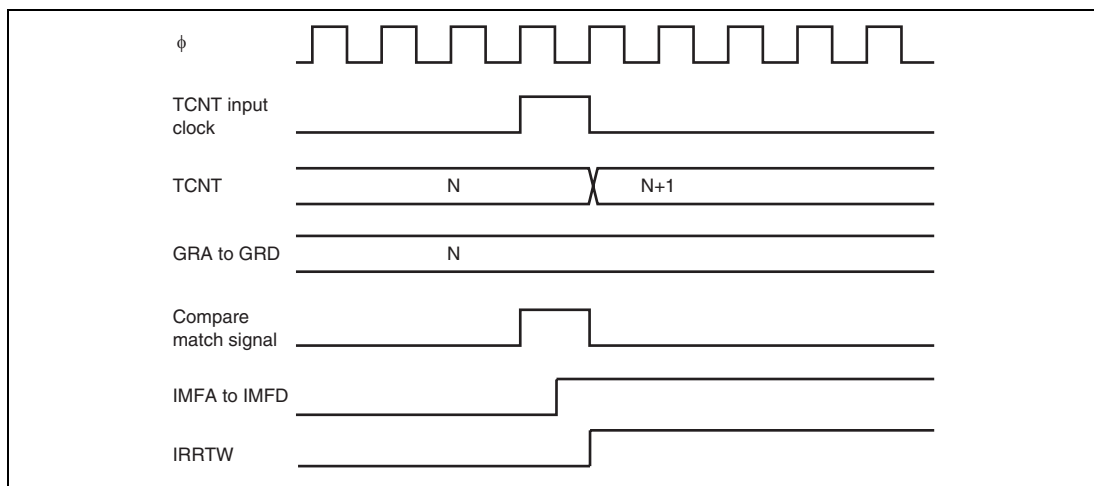 ϕ
TCNT input
clock
TCNT
N
N+1
GRA to GRD
N
Compare
match signal
IMFA to IMFD
IRRTW